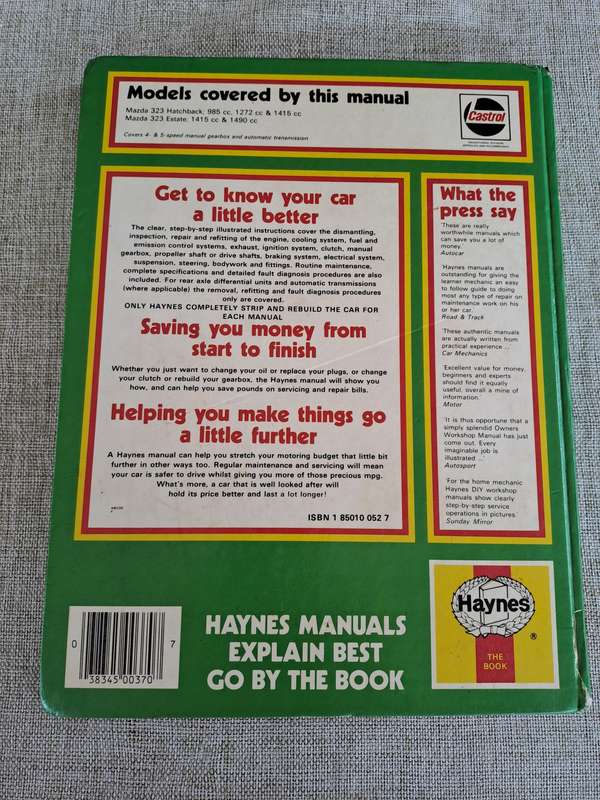 Models covered by this manual
Mazda 323 Hatchback; 985 cc, 1272 cc & 1415 cc
Mazda 323 Estate: 1415 cc & 1490 cc
Covers 4- & 5-speed manual gearbox and automatic transmission
Castrol
Get to know your car
a little better
The clear, step-by-step illustrated instructions cover the dismantling,
inspection, repair and refitting of the engine, cooling system, fuel and
emission control systems, exhaust, ignition system, clutch, manual
gearbox, propeller shaft or drive shafts, braking system, electrical system,
suspension, steering, bodywork and fittings. Routine maintenance,
complete specifications and detailed fault diagnosis procedures are also
included. For rear axle differential units and automatic transmissions
(where applicable) the removal, refitting and fault diagnosis procedures
only are covered.
ONLY HAYNES COMPLETELY STRIP AND REBUILD THE CAR FOR
EACH MANUAL
Saving you money from
start to finish
Whether you just want to change your oil or replace your plugs, or change
your clutch or rebuild your gearbox, the Haynes manual will show you
how, and can help you save pounds on servicing and repair bills.
Helping you make things go
a little further
A Haynes manual can help you stretch your motoring budget that little bit
further in other ways too. Regular maintenance and servicing will mean
your car is safer to drive whilst giving you more of those precious mpg.
What's more, a car that is well looked after will
hold its price better and last a lot longer!
ISBN 1 85010 052 7
What the
press say
'These are really
worthwhile manuals which
can save you a lot of
money.'
Autocar
'Haynes manuals are
outstanding for giving the
learner mechanic an easy
to follow guide to doing
most any type of repair or
maintenance work on his
or her car.'
Road & Track
'These authentic manuals
are actually written from
practical experience ...'
Car Mechanics
'Excellent value for money,
beginners and experts
should find it equally
useful, overall a mine of
information.'
Motor
'It is thus opportune that a
simply splendid Owners
Workshop Manual has just
come out. Every
imaginable job is
illustrated ...'
Autosport
'For the home mechanic
Haynes DIY workshop
manuals show clearly
step-by-step service
operations in pictures.'
Sunday Mirror
Haynes
®
THE
BOOK
0 38345 00370 7
HAYNES MANUALS
EXPLAIN BEST
GO BY THE BOOK